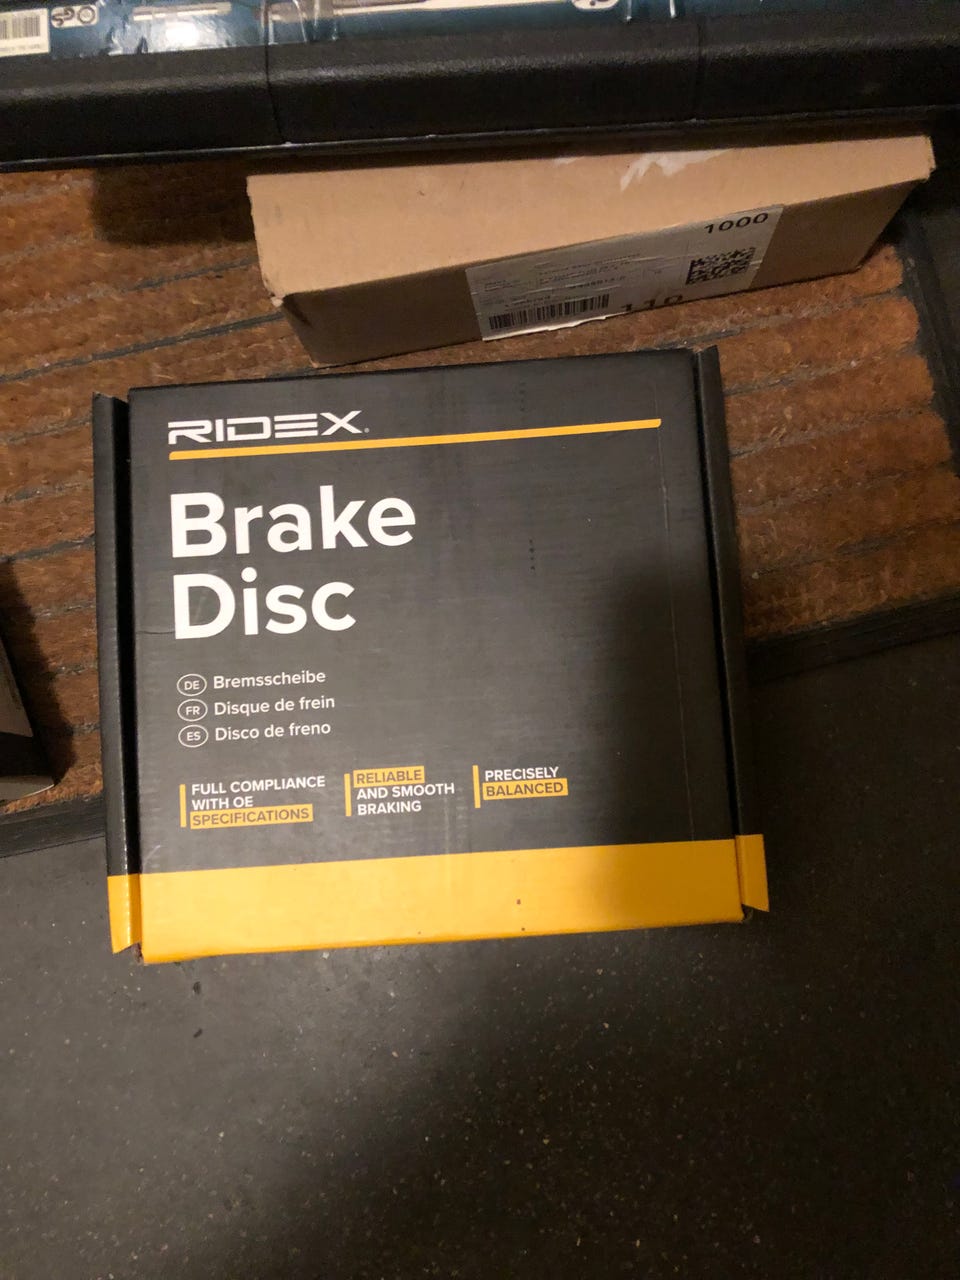 1000
110
RIDEX®
Brake
Disc
DE Bremsscheibe
FR Disque de frein
ES Disco de freno
FULL COMPLIANCE
WITH OE
SPECIFICATIONS
RELIABLE
AND SMOOTH
BRAKING
PRECISELY
BALANCED